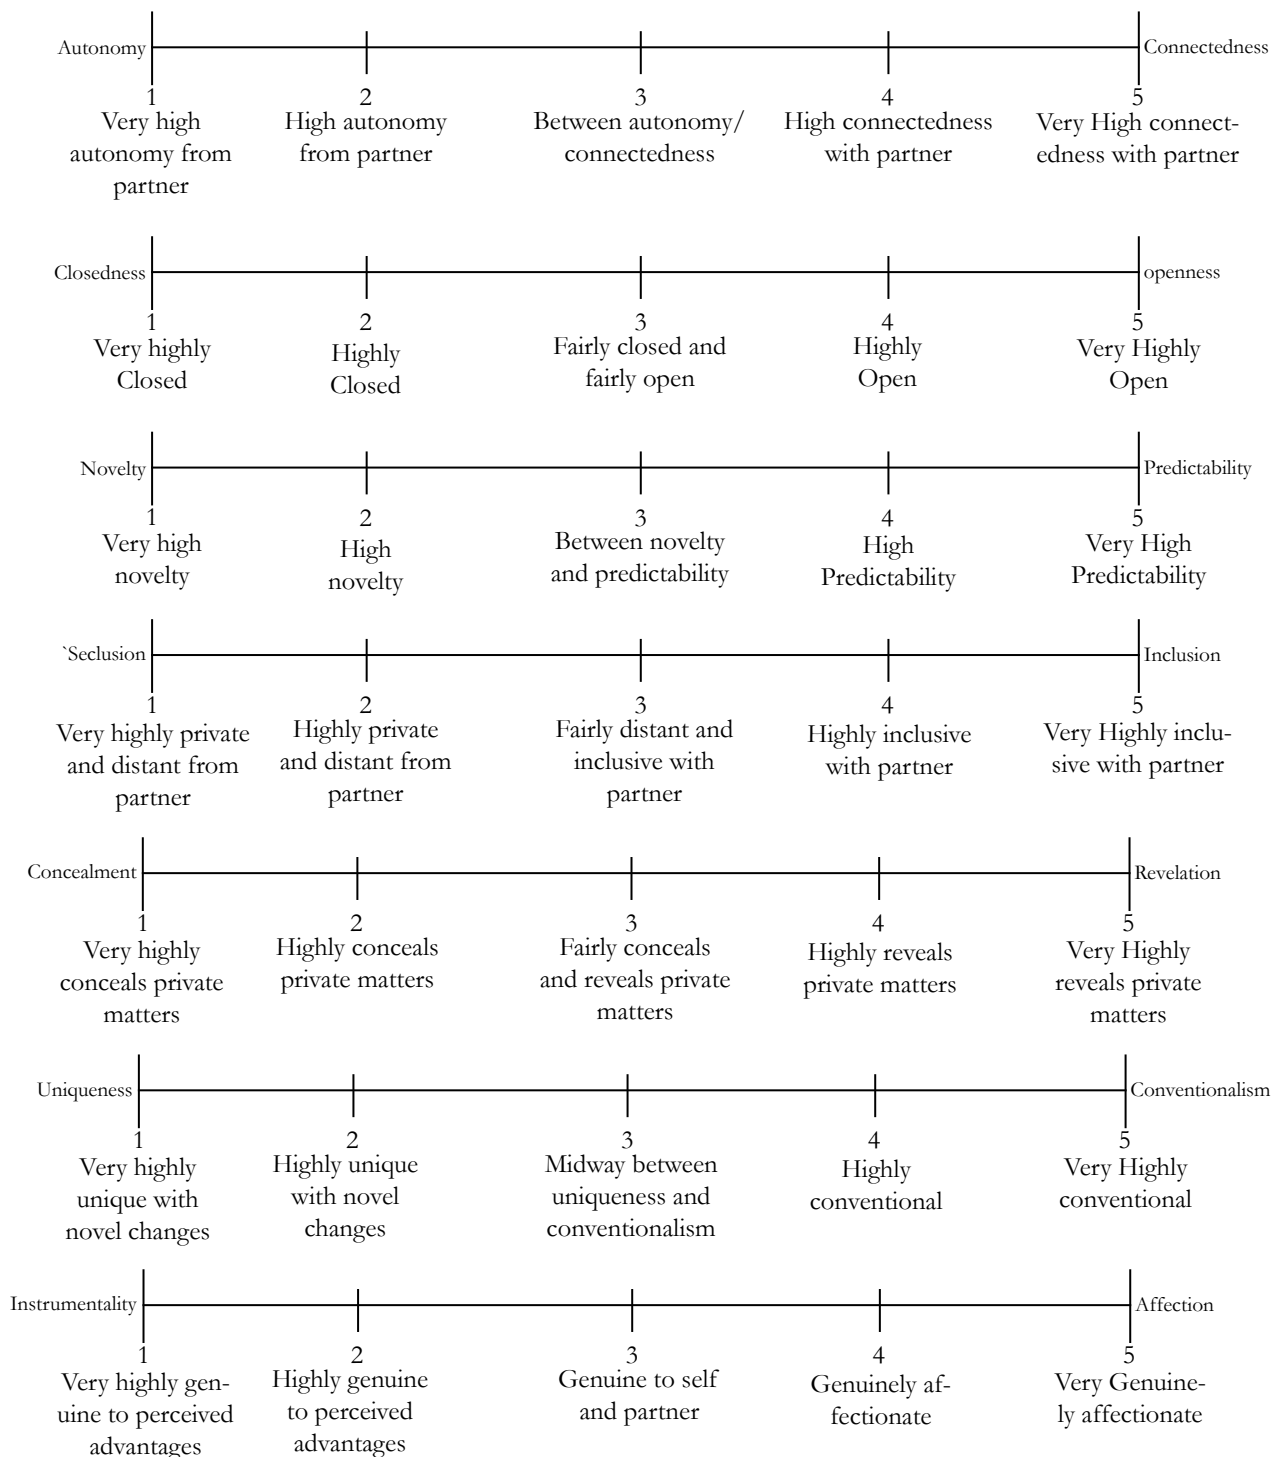 Autonomy Connectedness
1 2 3 4 5
Very high High autonomy Between autonomy/ High connectedness Very High connect-
autonomy from from partner connectedness with partner edness with partner
partner
Closedness openness
1 2 3 4 5
Very highly Highly Fairly closed and Highly Very Highly
Closed Closed fairly open Open Open
Novelty Predictability
1 2 3 4 5
Very high High Between novelty High Very High
novelty novelty and predictability Predictability Predictability
`Seclusion Inclusion
1 2 3 4 5
Very highly private Highly private Fairly distant and Highly inclusive Very Highly inclu-
and distant from and distant from inclusive with with partner sive with partner
partner partner partner
Concealment Revelation
1 2 3 4 5
Very highly Highly conceals Fairly conceals Highly reveals Very Highly
conceals private private matters and reveals private private matters reveals private
matters matters matters
Uniqueness Conventionalism
1 2 3 4 5
Very highly Highly unique Midway between Highly Very Highly
unique with with novel uniqueness and conventional conventional
novel changes changes conventionalism
Instrumentality Affection
1 2 3 4 5
Very highly gen- Highly genuine Genuine to self Genuinely af- Very Genuine-
uine to perceived to perceived and partner fectionate ly affectionate
advantages advantages